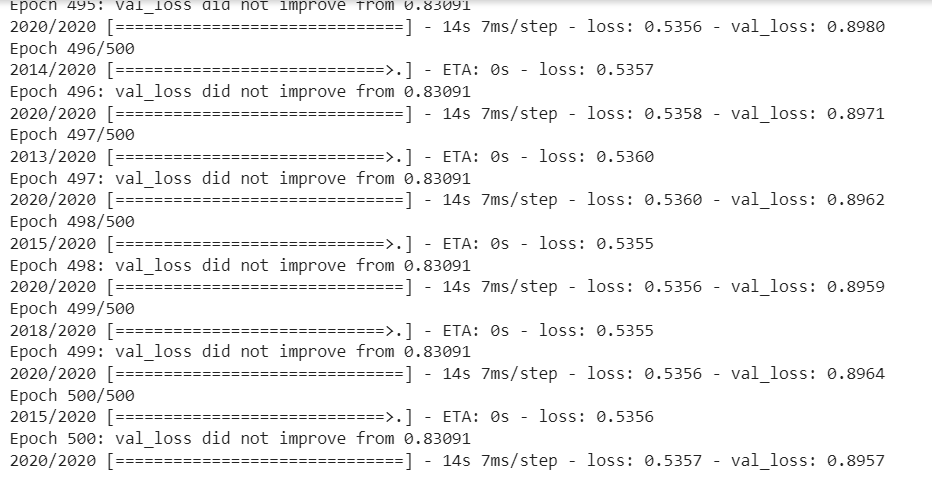 Epoch 495: val_loss did not improve from 0.83091
2020/2020 [==============================] - 14s 7ms/step - loss: 0.5356 - val_loss: 0.8980
Epoch 496/500
2014/2020 [============================>.] - ETA: 0s - loss: 0.5357
Epoch 496: val_loss did not improve from 0.83091
2020/2020 [==============================] - 14s 7ms/step - loss: 0.5358 - val_loss: 0.8971
Epoch 497/500
2013/2020 [============================>.] - ETA: 0s - loss: 0.5360
Epoch 497: val_loss did not improve from 0.83091
2020/2020 [==============================] - 14s 7ms/step - loss: 0.5360 - val_loss: 0.8962
Epoch 498/500
2015/2020 [============================>.] - ETA: 0s - loss: 0.5355
Epoch 498: val_loss did not improve from 0.83091
2020/2020 [==============================] - 14s 7ms/step - loss: 0.5356 - val_loss: 0.8959
Epoch 499/500
2018/2020 [============================>.] - ETA: 0s - loss: 0.5355
Epoch 499: val_loss did not improve from 0.83091
2020/2020 [==============================] - 14s 7ms/step - loss: 0.5356 - val_loss: 0.8964
Epoch 500/500
2015/2020 [============================>.] - ETA: 0s - loss: 0.5356
Epoch 500: val_loss did not improve from 0.83091
2020/2020 [==============================] - 14s 7ms/step - loss: 0.5357 - val_loss: 0.8957